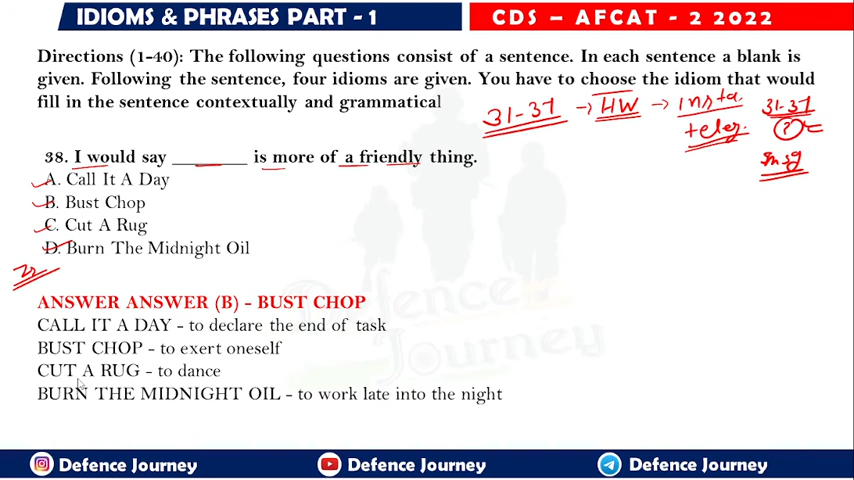 IDIOMS & PHRASES PART - 1
CDS - AFCAT - 2 2022
Directions (1-40): The following questions consist of a sentence. In each sentence a blank is
given. Following the sentence, four idioms are given. You have to choose the idiom that would
fill in the sentence contextually and grammatical
31-37 → HW → insta.
teleg.
31-37
?
msg
38. I would say ________ is more of a friendly thing.
A. Call It A Day
B. Bust Chop
C. Cut A Rug
D. Burn The Midnight Oil
ANSWER ANSWER (B) - BUST CHOP
CALL IT A DAY - to declare the end of task
BUST CHOP - to exert oneself
CUT A RUG - to dance
BURN THE MIDNIGHT OIL - to work late into the night
Defence
Journey
Defence Journey
Defence Journey
Defence Journey